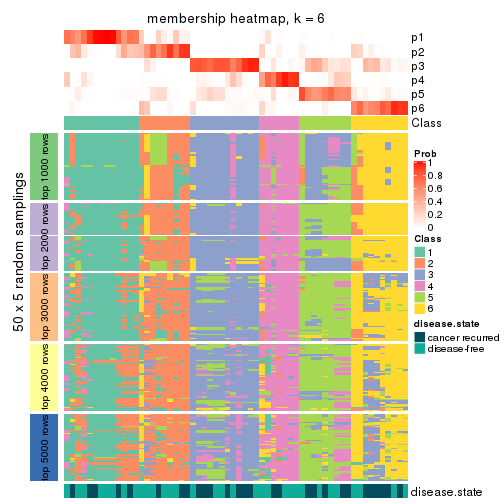 membership heatmap, k = 6
p1
p2
p3
p4
p5
p6
Class
50 x 5 random samplings
top 1000 rows
top 2000 rows
top 3000 rows
top 4000 rows
top 5000 rows
Prob
1
0.8
0.6
0.4
0.2
0
Class
1
2
3
4
5
6
disease.state
cancer recurred
disease-free
disease.state